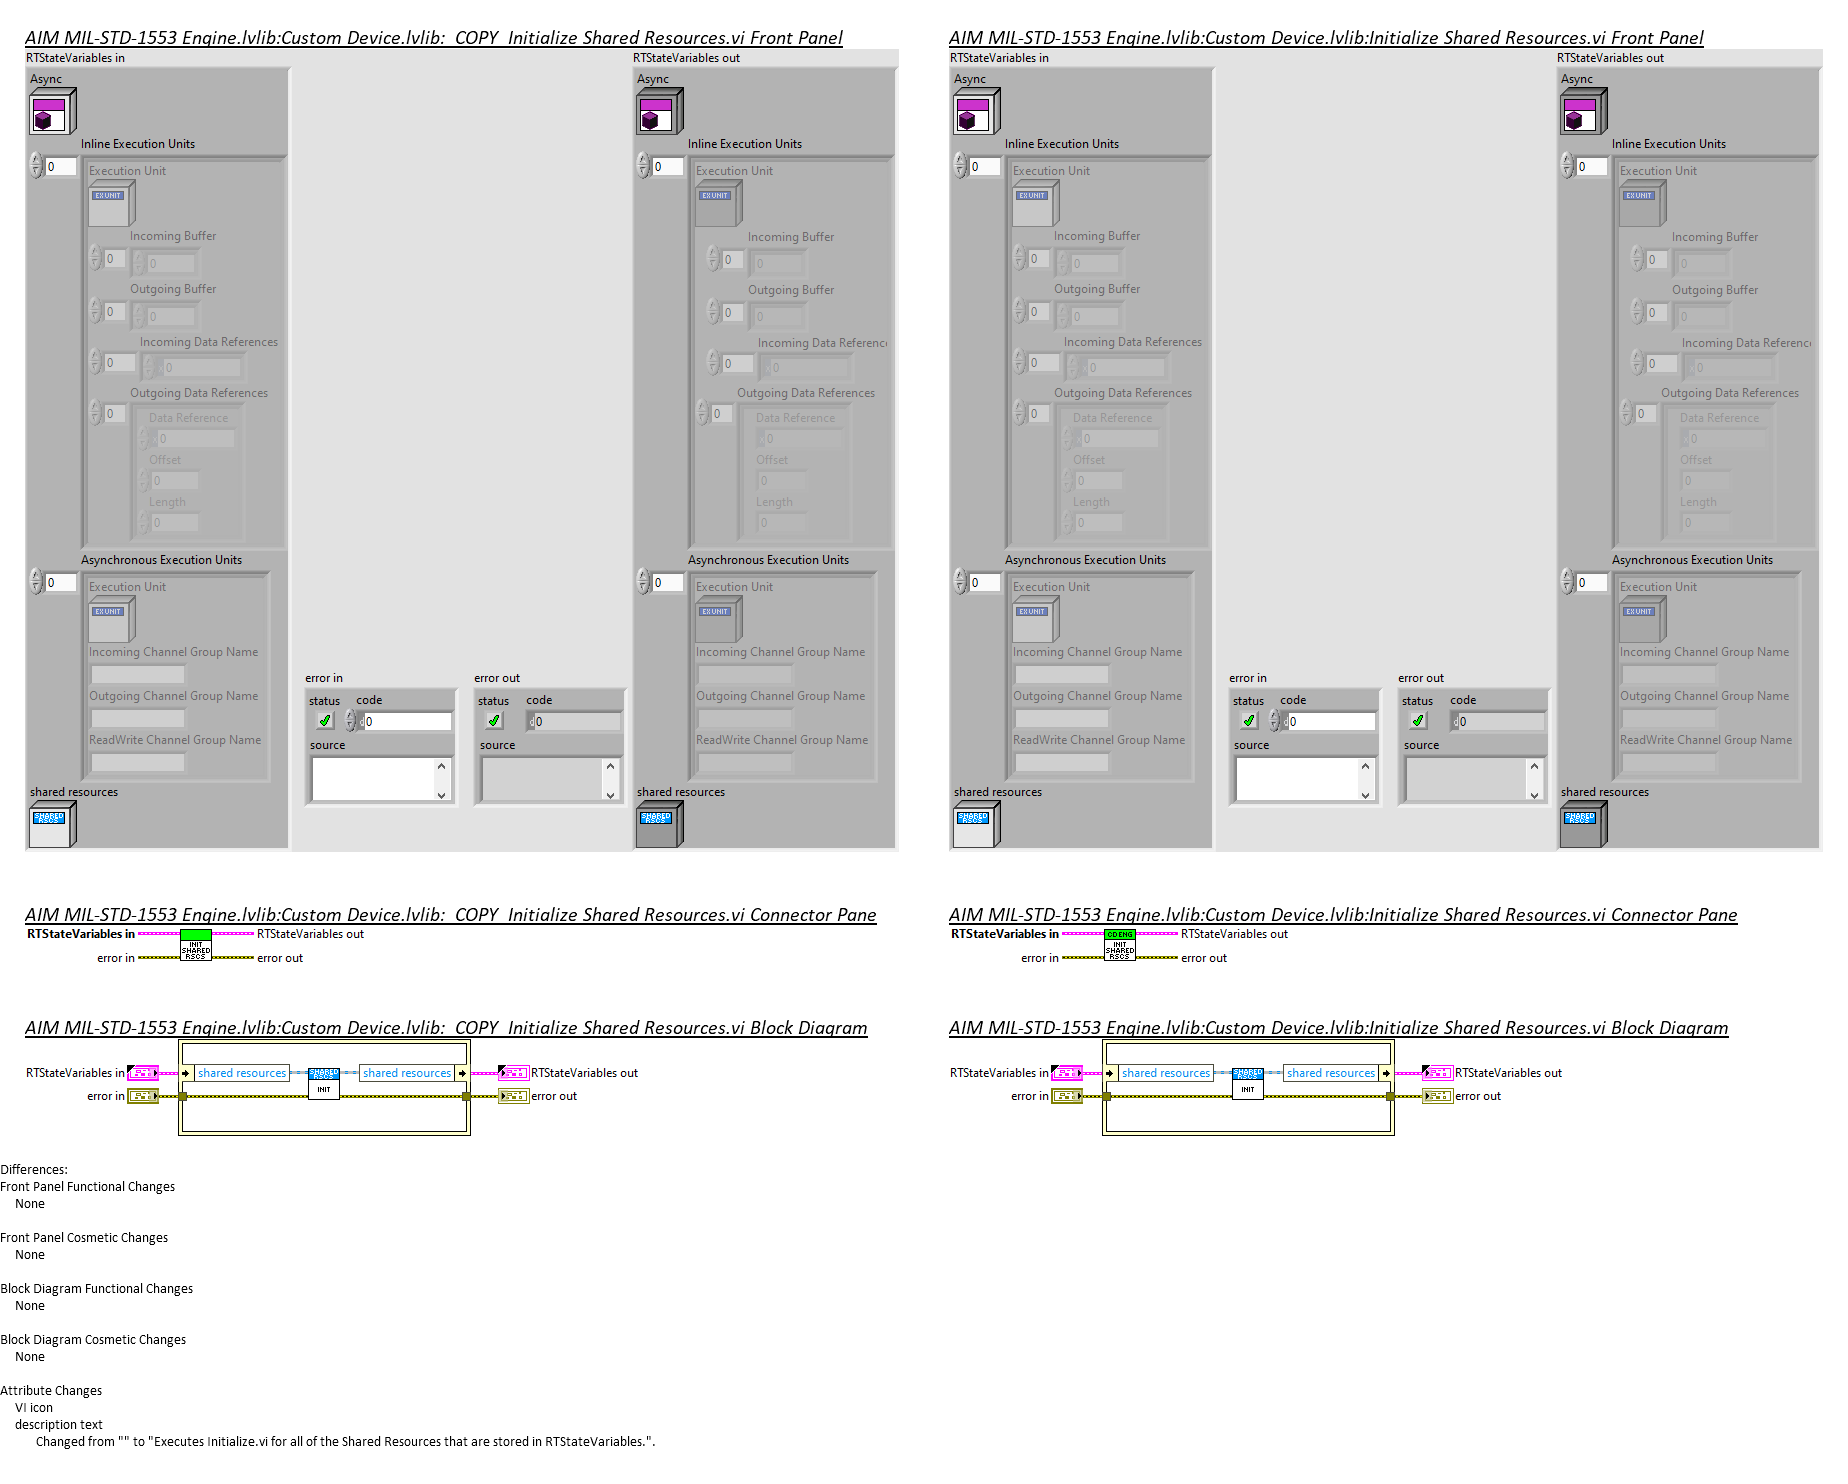 AIM MIL-STD-1553 Engine.lvlib:Custom Device.lvlib:_COPY_Initialize Shared Resources.vi Front Panel
RTStateVariables in
RTStateVariables out
Async
Async
Inline Execution Units
Inline Execution Units
0
0
Execution Unit
Execution Unit
EXUNIT
EXUNIT
Incoming Buffer
Incoming Buffer
0
0
0
0
Outgoing Buffer
Outgoing Buffer
0
0
0
0
Incoming Data References
Incoming Data Referenc
0
0
0
0
Outgoing Data References
Outgoing Data References
0
0
Data Reference
Data Reference
0
0
Offset
Offset
0
0
Length
Length
0
0
Asynchronous Execution Units
Asynchronous Execution Units
0
0
Execution Unit
Execution Unit
EXUNIT
EXUNIT
Incoming Channel Group Name
Incoming Channel Group Name
Outgoing Channel Group Name
Outgoing Channel Group Name
ReadWrite Channel Group Name
ReadWrite Channel Group Name
error in
error out
status code
status code
0
0
source
source
shared resources
shared resources
SHARED
RSCS
SHARED
RSCS
AIM MIL-STD-1553 Engine.lvlib:Custom Device.lvlib:Initialize Shared Resources.vi Front Panel
RTStateVariables in
RTStateVariables out
Async
Async
Inline Execution Units
Inline Execution Units
0
0
Execution Unit
Execution Unit
EXUNIT
EXUNIT
Incoming Buffer
Incoming Buffer
0
0
0
0
Outgoing Buffer
Outgoing Buffer
0
0
0
0
Incoming Data References
Incoming Data Referenc
0
0
0
0
Outgoing Data References
Outgoing Data References
0
0
Data Reference
Data Reference
0
0
Offset
Offset
0
0
Length
Length
0
0
Asynchronous Execution Units
Asynchronous Execution Units
0
0
Execution Unit
Execution Unit
EXUNIT
EXUNIT
Incoming Channel Group Name
Incoming Channel Group Name
Outgoing Channel Group Name
Outgoing Channel Group Name
ReadWrite Channel Group Name
ReadWrite Channel Group Name
error in
error out
status code
status code
0
0
source
source
shared resources
shared resources
SHARED
RSCS
SHARED
RSCS
AIM MIL-STD-1553 Engine.lvlib:Custom Device.lvlib:_COPY_Initialize Shared Resources.vi Connector Pane
RTStateVariables in
RTStateVariables out
error in
error out
INIT
SHARED
RSCS
AIM MIL-STD-1553 Engine.lvlib:Custom Device.lvlib:Initialize Shared Resources.vi Connector Pane
RTStateVariables in
RTStateVariables out
error in
error out
CD ENG
INIT
SHARED
RSCS
AIM MIL-STD-1553 Engine.lvlib:Custom Device.lvlib:_COPY_Initialize Shared Resources.vi Block Diagram
RTStateVariables in
shared resources
SHARED
RSCS
INIT
shared resources
RTStateVariables out
error in
error out
AIM MIL-STD-1553 Engine.lvlib:Custom Device.lvlib:Initialize Shared Resources.vi Block Diagram
RTStateVariables in
shared resources
SHARED
RSCS
INIT
shared resources
RTStateVariables out
error in
error out
Differences:
Front Panel Functional Changes
None
Front Panel Cosmetic Changes
None
Block Diagram Functional Changes
None
Block Diagram Cosmetic Changes
None
Attribute Changes
VI icon
description text
Changed from "" to "Executes Initialize.vi for all of the Shared Resources that are stored in RTStateVariables.".